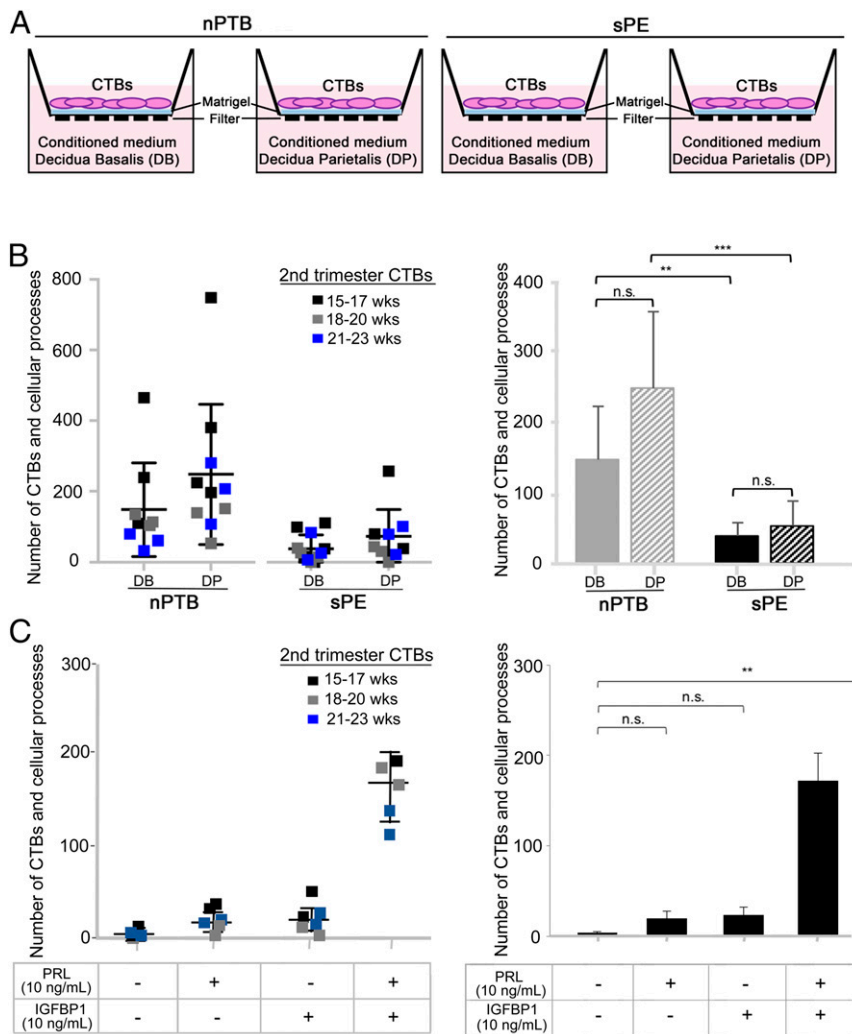 A
nPTB
sPE
CTBs
CTBs
CTBs
CTBs
Matrigel
Filter
Matrigel
Filter
Conditioned medium
Decidua Basalis (DB)
Conditioned medium
Decidua Parietalis (DP)
Conditioned medium
Decidua Basalis (DB)
Conditioned medium
Decidua Parietalis (DP)
B
Number of CTBs and cellular processes
800
600
400
200
0
2nd trimester CTBs
15-17 wks
18-20 wks
21-23 wks
DB
DP
DB
DP
nPTB
sPE
Number of CTBs and cellular processes
400
300
200
100
0
***
**
n.s.
n.s.
DB
DP
DB
DP
nPTB
sPE
C
Number of CTBs and cellular processes
300
200
100
0
2nd trimester CTBs
15-17 wks
18-20 wks
21-23 wks
PRL
(10 ng/mL)
- + - +
IGFBP1
(10 ng/mL)
- - + +
Number of CTBs and cellular processes
300
200
100
0
**
n.s.
n.s.
PRL
(10 ng/mL)
- + - +
IGFBP1
(10 ng/mL)
- - + +